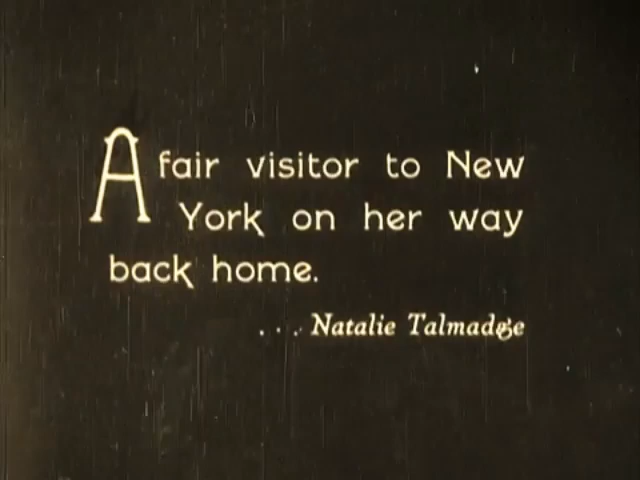 A fair visitor to New
York on her way
back home.
... Natalie Talmadge